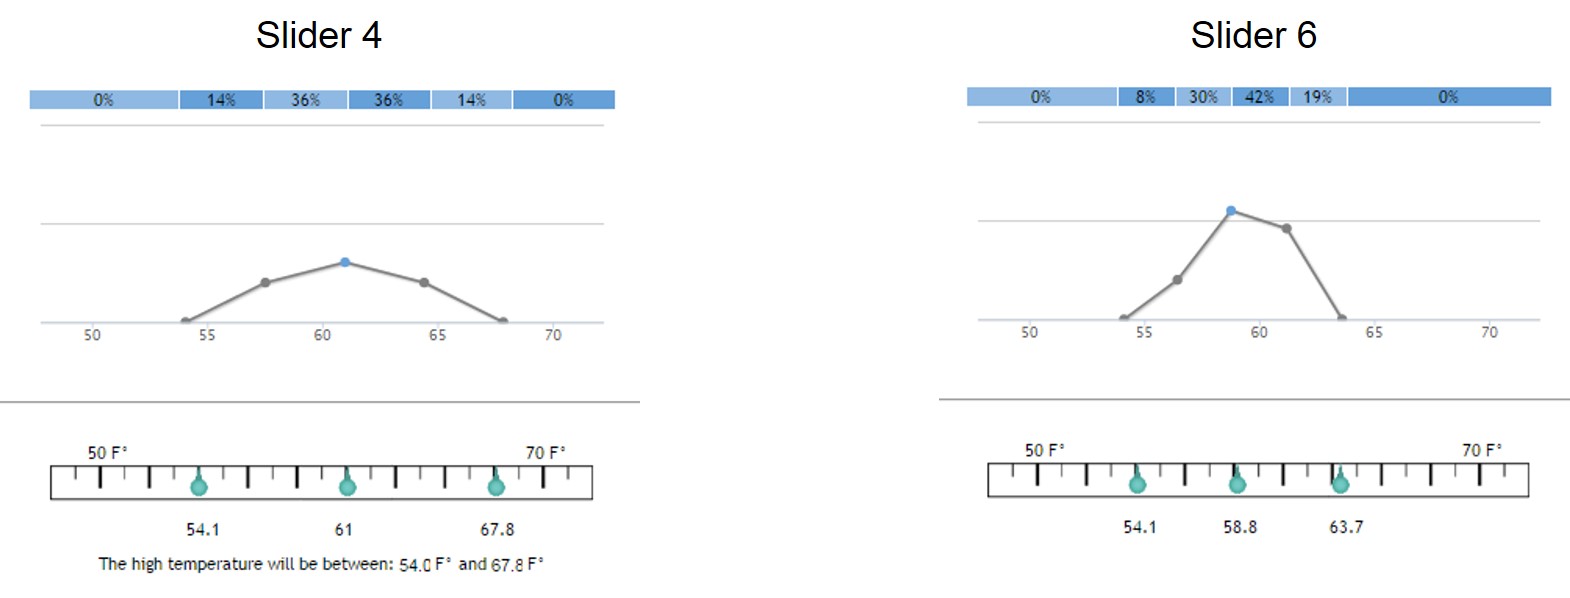 Slider 4
0% 14% 36% 36% 14% 0%
50 55 60 65 70
50 F° 70 F°
54.1 61 67.8
The high temperature will be between: 54.0 F° and 67.8 F°
Slider 6
0% 8% 30% 42% 19% 0%
50 55 60 65 70
50 F° 70 F°
54.1 58.8 63.7